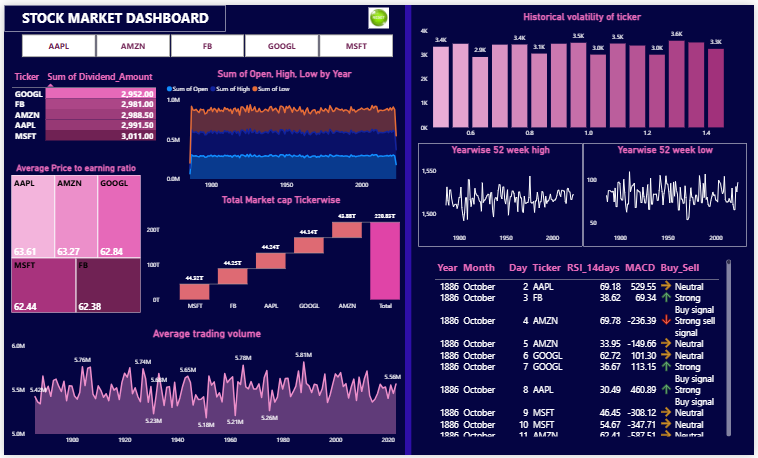 STOCK MARKET DASHBOARD
AAPL AMZN FB GOOGL MSFT
Ticker Sum of Dividend_Amount
GOOGL 2,952.00
FB 2,981.00
AMZN 2,988.50
AAPL 2,991.50
MSFT 3,011.00
Sum of Open, High, Low by Year
Sum of Open Sum of High Sum of Low
1.0M
0.5M
0.0M
1900 1950 2000
Average Price to earning ratio
AAPL AMZN GOOGL
63.61 63.27 62.84
MSFT FB
62.44 62.38
Total Market cap Tickerwise
200T
100T
0T
44.32T 44.25T 44.24T 44.14T 43.88T 220.83T
MSFT FB AAPL GOOGL AMZN Total
Average trading volume
6.0M
5.5M
5.0M
5.76M 5.74M 5.65M 5.78M 5.81M 5.56M
5.23M 5.18M 5.21M 5.26M
1900 1920 1940 1960 1980 2000 2020
Historical volatility of ticker
4K
3K
2K
1K
0K
3.4K 2.9K 3.4K 3.1K 3.5K 3.0K 3.5K 3.0K 3.6K 3.3K
0.6 0.8 1.0 1.2 1.4
Yearwise 52 week high
1,550
1,500
1900 1950 2000
Yearwise 52 week low
100
50
1900 1950 2000
Year Month Day Ticker RSI_14days MACD Buy_Sell
1886 October 2 AAPL 69.18 529.55 Neutral
1886 October 3 FB 38.62 69.34 Strong
Buy signal
1886 October 4 AMZN 69.78 -236.39 Strong sell
signal
1886 October 5 AMZN 33.95 -149.66 Neutral
1886 October 6 GOOGL 62.72 101.30 Neutral
1886 October 7 GOOGL 36.67 113.15 Strong
Buy signal
1886 October 8 AAPL 30.49 460.89 Strong
Buy signal
1886 October 9 MSFT 46.45 -308.12 Neutral
1886 October 10 MSFT 54.67 -347.71 Neutral
1886 October 11 AMZN 62.41 -587.51 Neutral